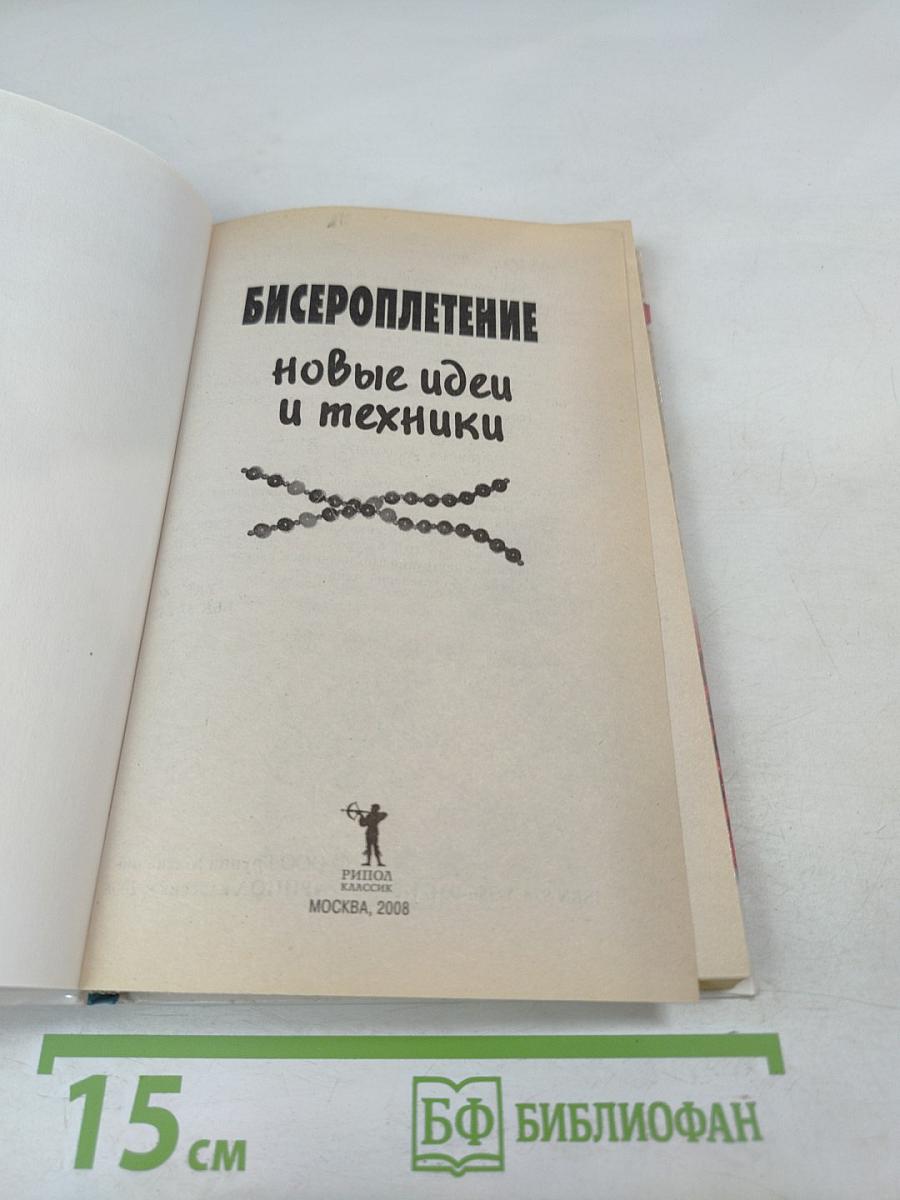 БИСЕРОПЛЕТЕНИЕ
новые идеи
и техники
РИПОЛ
КЛАССИК
МОСКВА, 2008
15 см
БФ БИБЛИОФАН